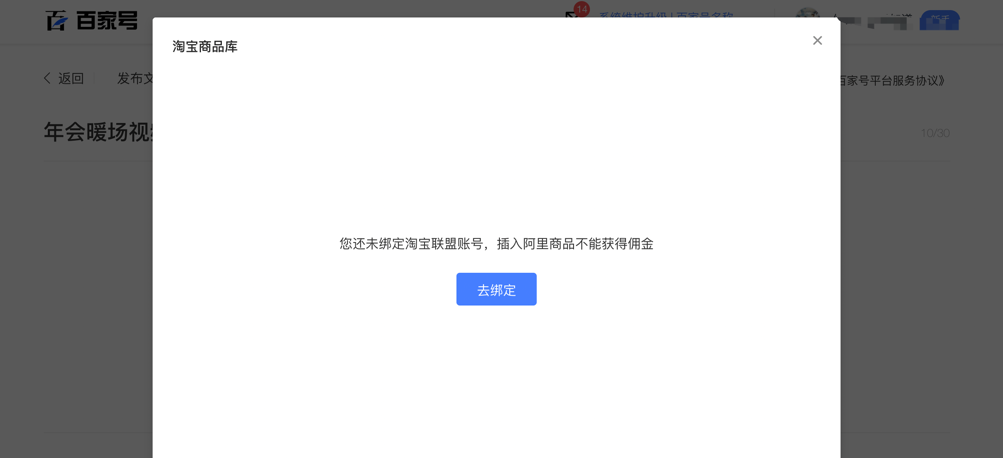 百家号
14
淘宝商品库
返回
发布文
百家号平台服务协议》
年会暖场视
10/30
您还未绑定淘宝联盟账号，插入阿里商品不能获得佣金
去绑定